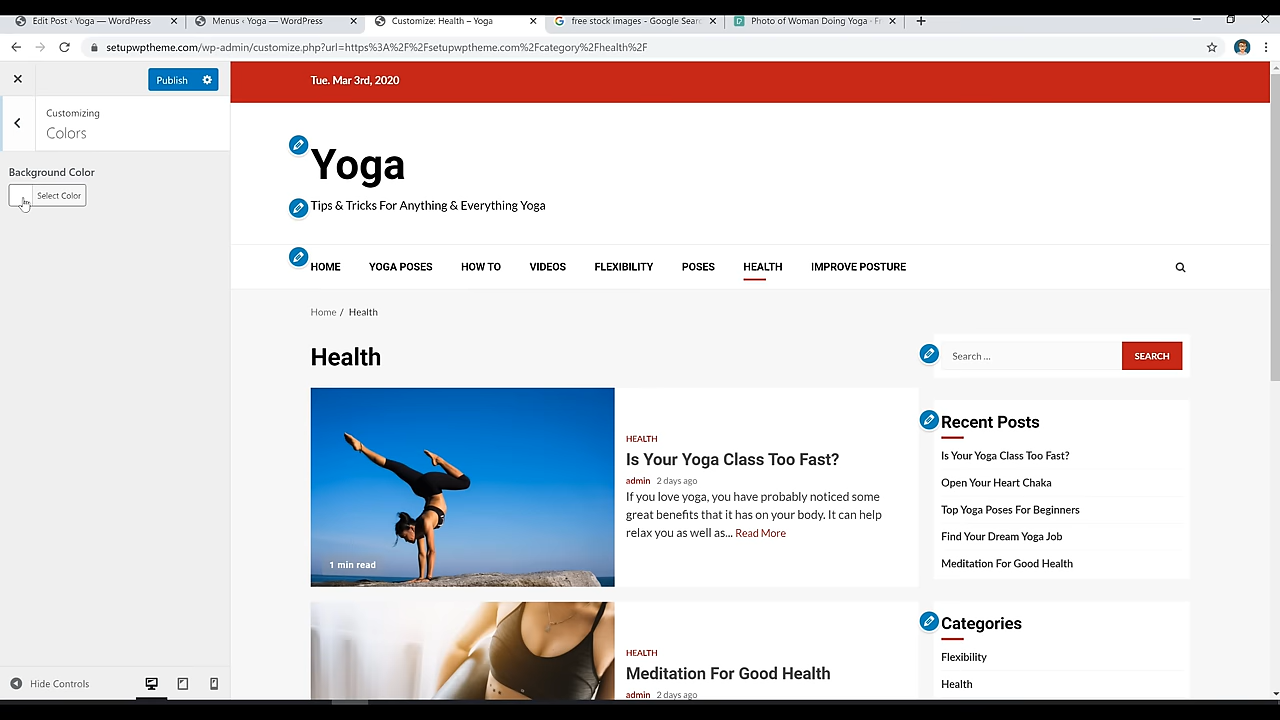 Edit Post ‹ Yoga — WordPress
Menus ‹ Yoga — WordPress
Customize: Health – Yoga
free stock images - Google Sear
Photo of Woman Doing Yoga · Fr
setupwptheme.com/wp-admin/customize.php?url=https%3A%2F%2Fsetupwptheme.com%2Fcategory%2Fhealth%2F
Publish
Customizing
Colors
Background Color
Select Color
Hide Controls
Tue. Mar 3rd, 2020
Yoga
Tips & Tricks For Anything & Everything Yoga
HOME YOGA POSES HOW TO VIDEOS FLEXIBILITY POSES HEALTH IMPROVE POSTURE
Home / Health
Health
1 min read
HEALTH
Is Your Yoga Class Too Fast?
admin 2 days ago
If you love yoga, you have probably noticed some
great benefits that it has on your body. It can help
relax you as well as... Read More
HEALTH
Meditation For Good Health
admin 2 days ago
Search ...
SEARCH
Recent Posts
Is Your Yoga Class Too Fast?
Open Your Heart Chaka
Top Yoga Poses For Beginners
Find Your Dream Yoga Job
Meditation For Good Health
Categories
Flexibility
Health